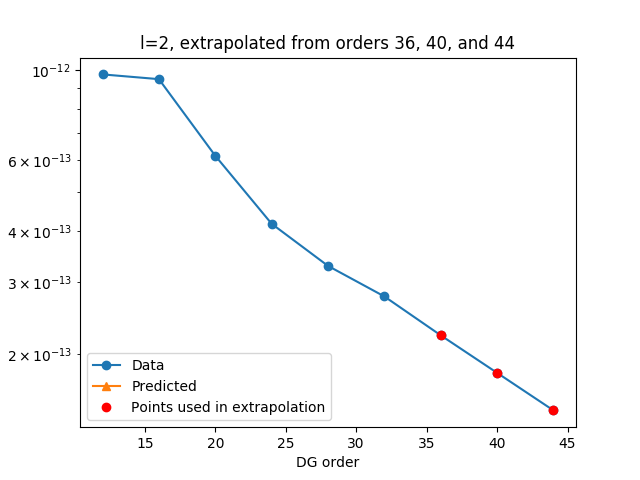 l=2, extrapolated from orders 36, 40, and 44
10⁻¹²
6 × 10⁻¹³
4 × 10⁻¹³
3 × 10⁻¹³
2 × 10⁻¹³
Data
Predicted
Points used in extrapolation
15 20 25 30 35 40 45
DG order